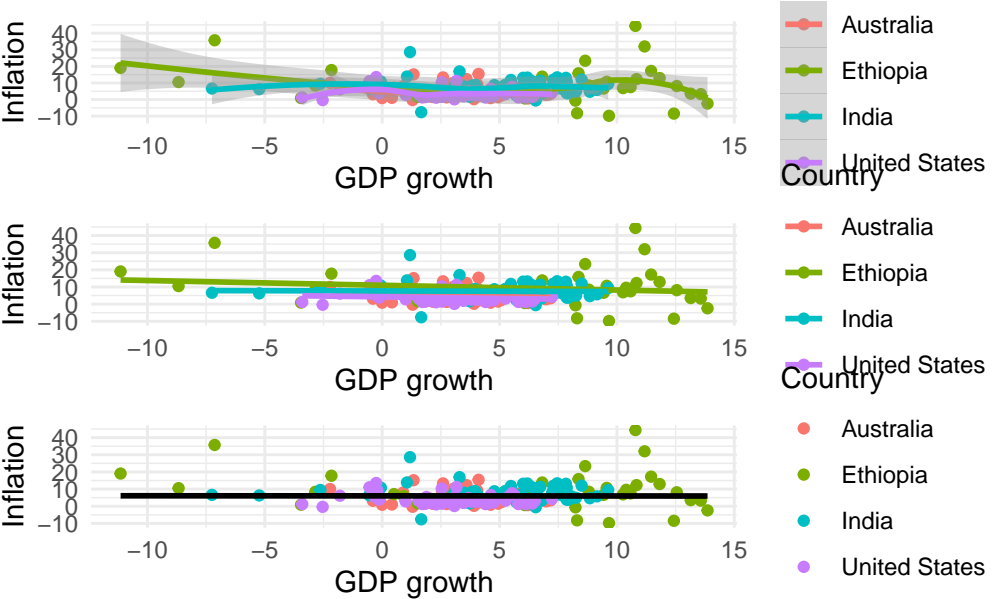 Inflation
40
30
20
10
0
−10
−10 −5 0 5 10 15
GDP growth
Australia
Ethiopia
India
United States
Country
Inflation
40
30
20
10
0
−10
−10 −5 0 5 10 15
GDP growth
Australia
Ethiopia
India
United States
Country
Inflation
40
30
20
10
0
−10
−10 −5 0 5 10 15
GDP growth
Australia
Ethiopia
India
United States